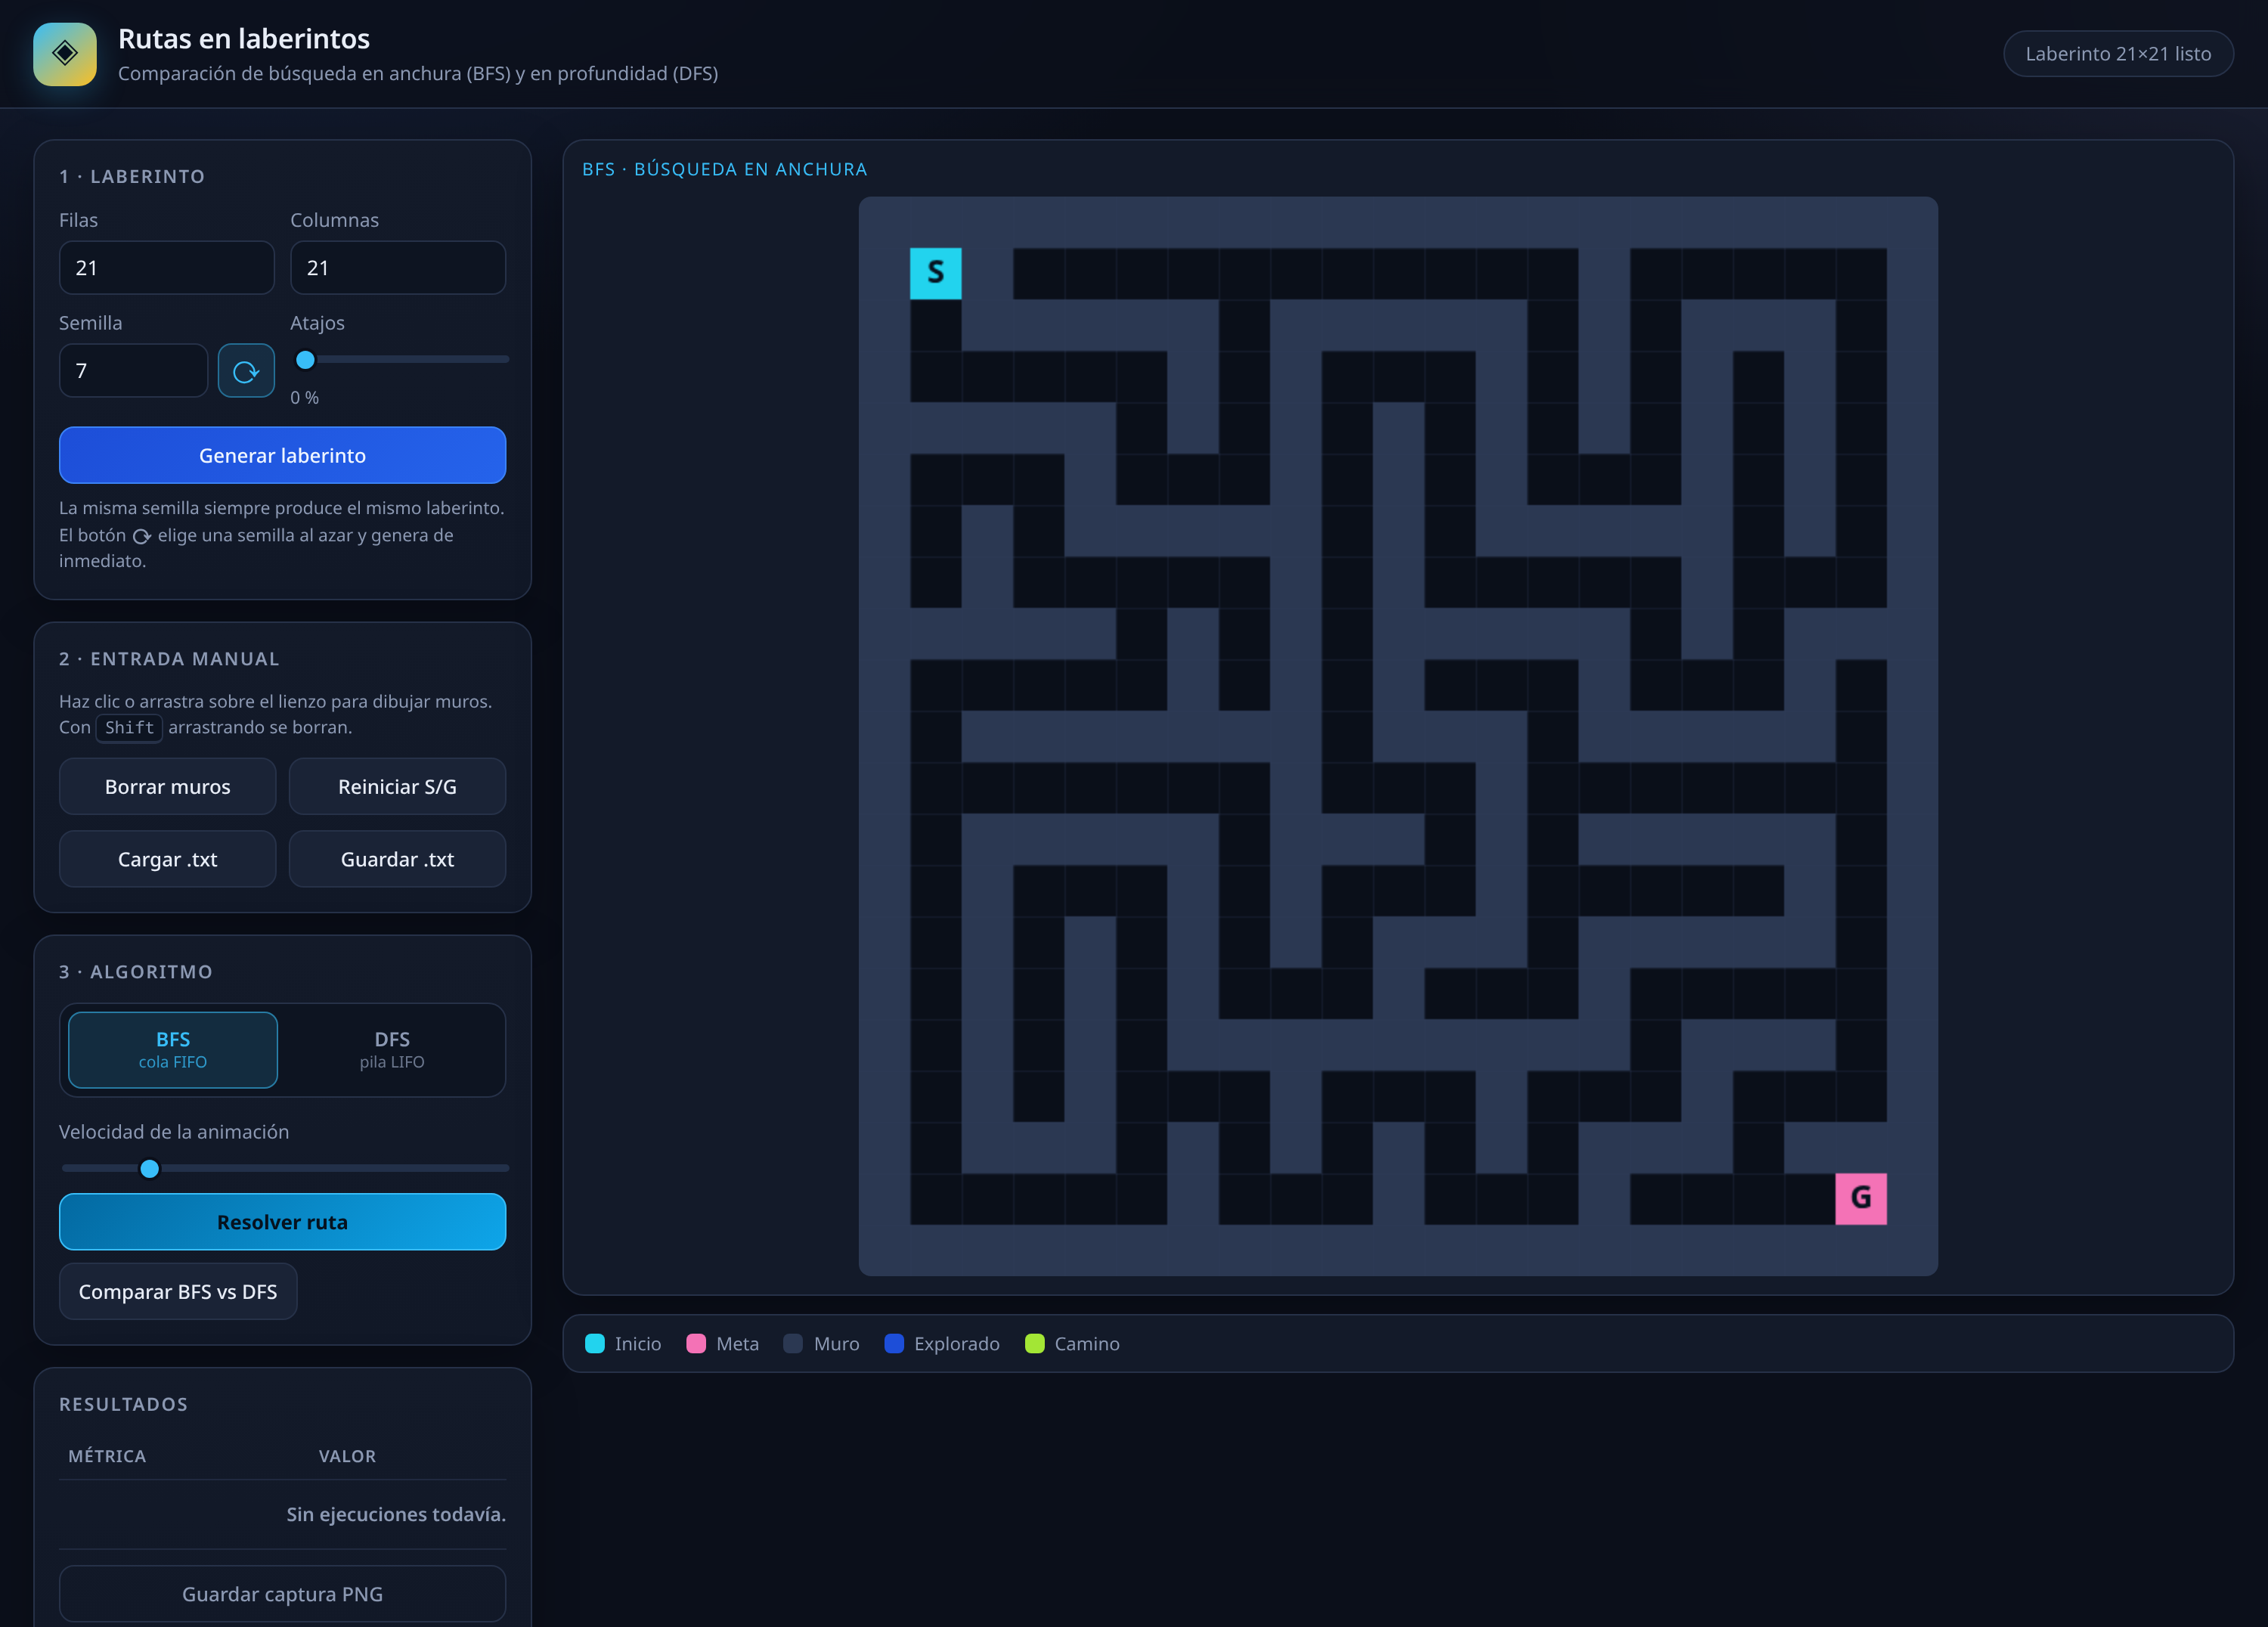 Rutas en laberintos
Comparación de búsqueda en anchura (BFS) y en profundidad (DFS)
Laberinto 21×21 listo
1 · LABERINTO
Filas
Columnas
21
21
Semilla
Atajos
7
⟳
0 %
Generar laberinto
La misma semilla siempre produce el mismo laberinto.
El botón ⟳ elige una semilla al azar y genera de
inmediato.
2 · ENTRADA MANUAL
Haz clic o arrastra sobre el lienzo para dibujar muros.
Con Shift arrastrando se borran.
Borrar muros
Reiniciar S/G
Cargar .txt
Guardar .txt
3 · ALGORITMO
BFS
cola FIFO
DFS
pila LIFO
Velocidad de la animación
Resolver ruta
Comparar BFS vs DFS
RESULTADOS
MÉTRICA
VALOR
Sin ejecuciones todavía.
Guardar captura PNG
BFS · BÚSQUEDA EN ANCHURA
S
G
Inicio
Meta
Muro
Explorado
Camino